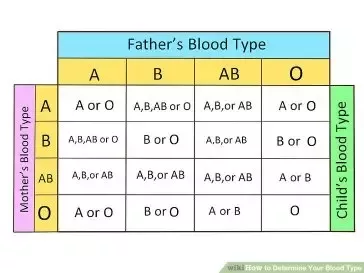 Father's Blood Type
A B AB O
Mother's Blood Type
Child's Blood Type
A A or O A,B,AB or O A,B,or AB A or O
B A,B,AB or O B or O A,B,or AB B or O
AB A,B,or AB A,B,or AB A,B,or AB A or B
O A or O B or O A or B O
wiki How to Determine Your Blood Type